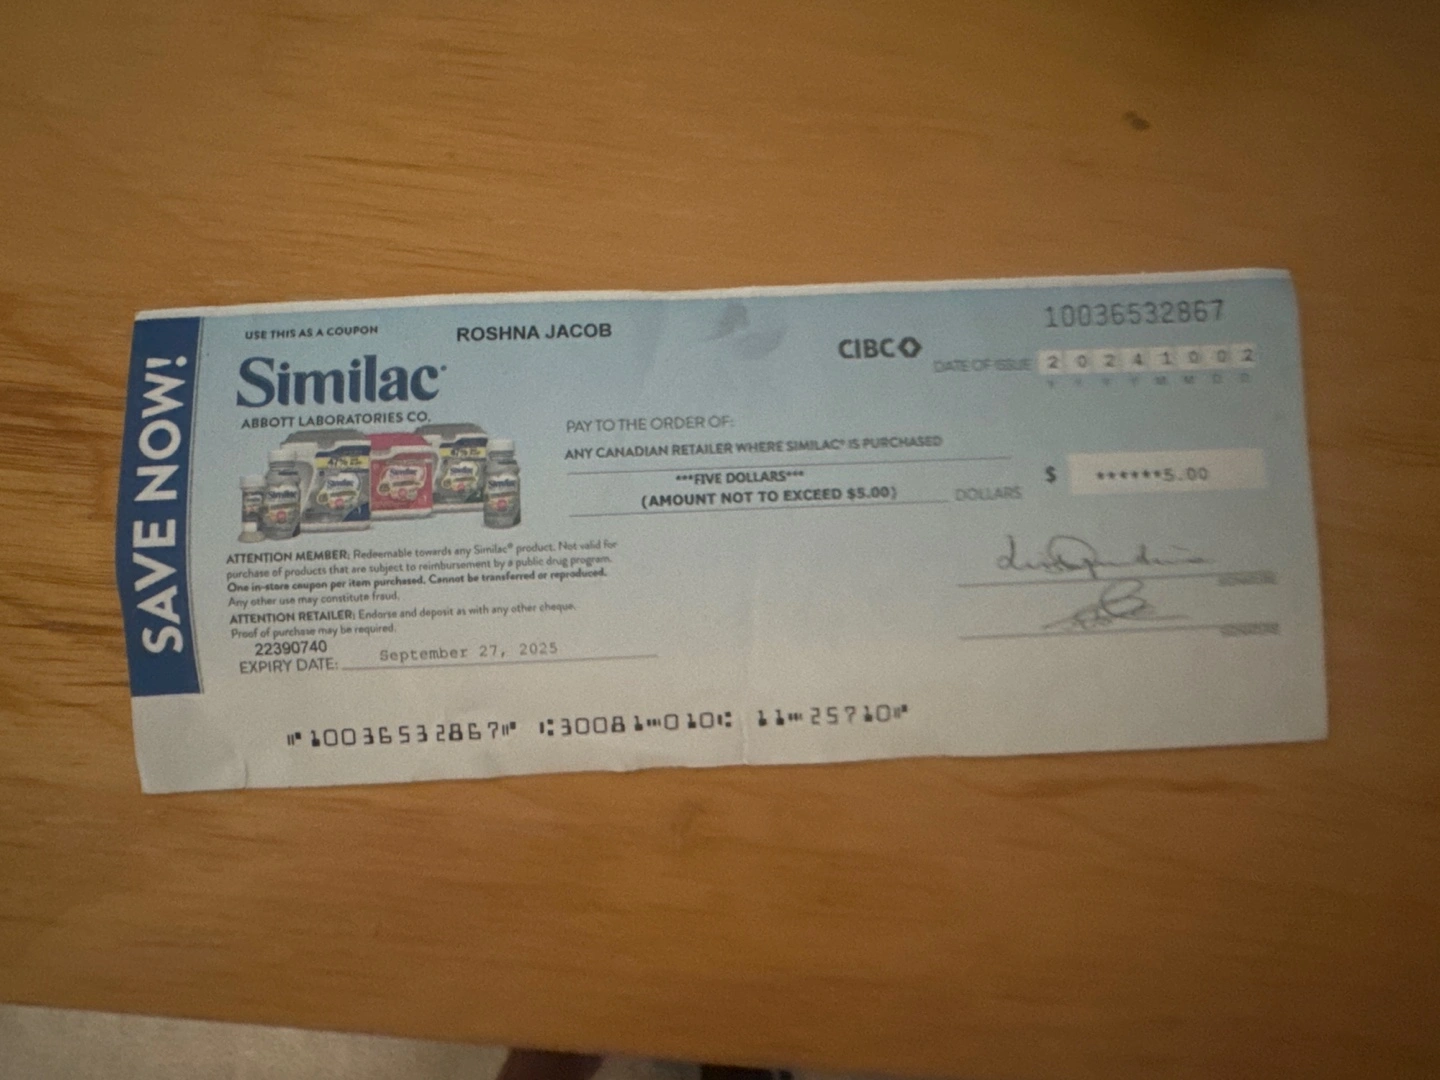 SAVE NOW!
USE THIS AS A COUPON
ROSHNA JACOB
Similac®
ABBOTT LABORATORIES CO.
CIBC
10036532867
DATE OF ISSUE 2 0 2 4 1 0 0 2
Y Y Y Y M M D D
PAY TO THE ORDER OF:
ANY CANADIAN RETAILER WHERE SIMILAC® IS PURCHASED
***FIVE DOLLARS***
(AMOUNT NOT TO EXCEED $5.00) DOLLARS
$ ******5.00
ATTENTION MEMBER: Redeemable towards any Similac® product. Not valid for
purchase of products that are subject to reimbursement by a public drug program.
One in-store coupon per item purchased. Cannot be transferred or reproduced.
Any other use may constitute fraud.
ATTENTION RETAILER: Endorse and deposit as with any other cheque.
Proof of purchase may be required.
22390740
EXPIRY DATE: September 27, 2025
SIGNATURE
SIGNATURE
⑈10036532867⑈ ⑆30081⑉010⑆ 11⑉25710⑈